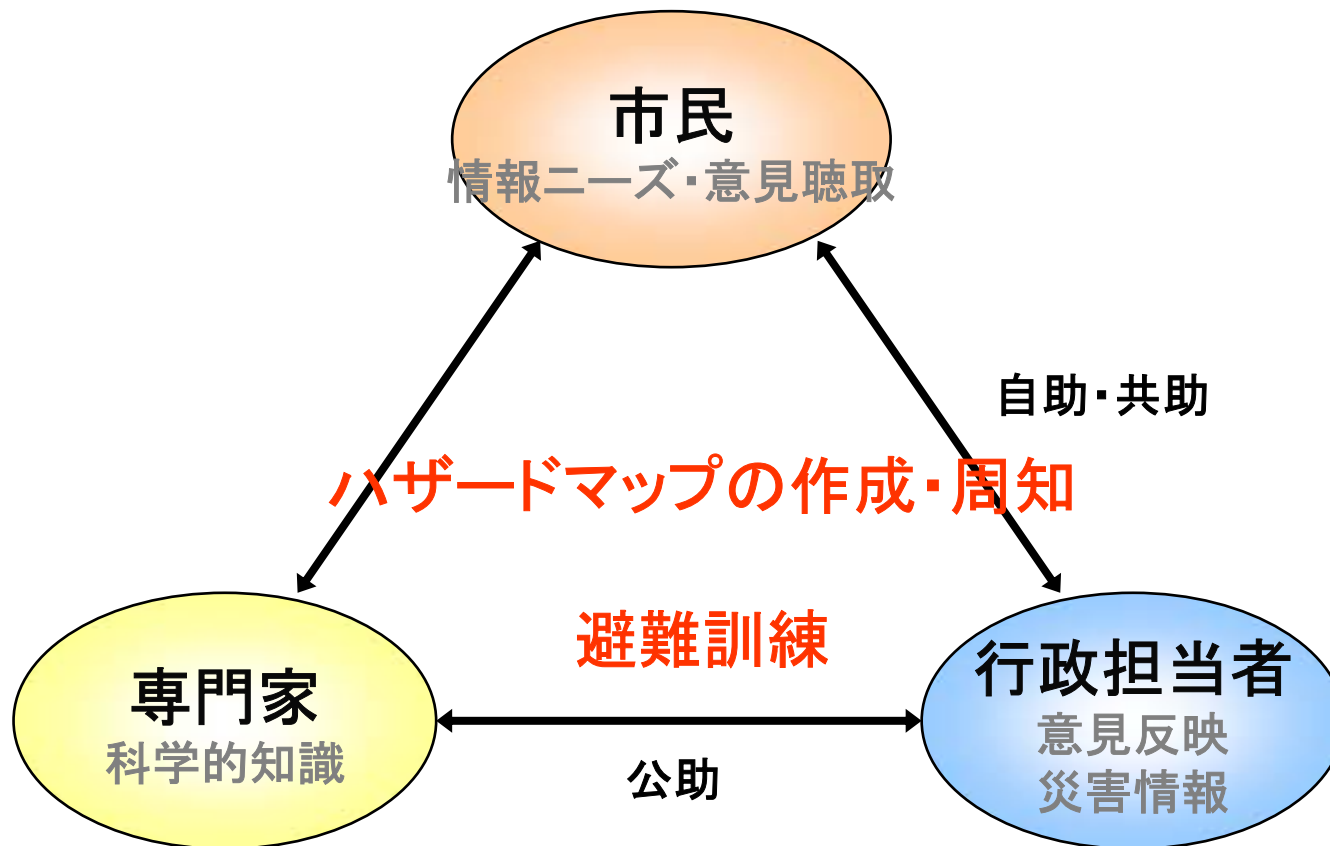 市民
情報ニーズ・意見聴取
自助・共助
ハザードマップの作成・周知
避難訓練
専門家
科学的知識
行政担当者
意見反映
災害情報
公助